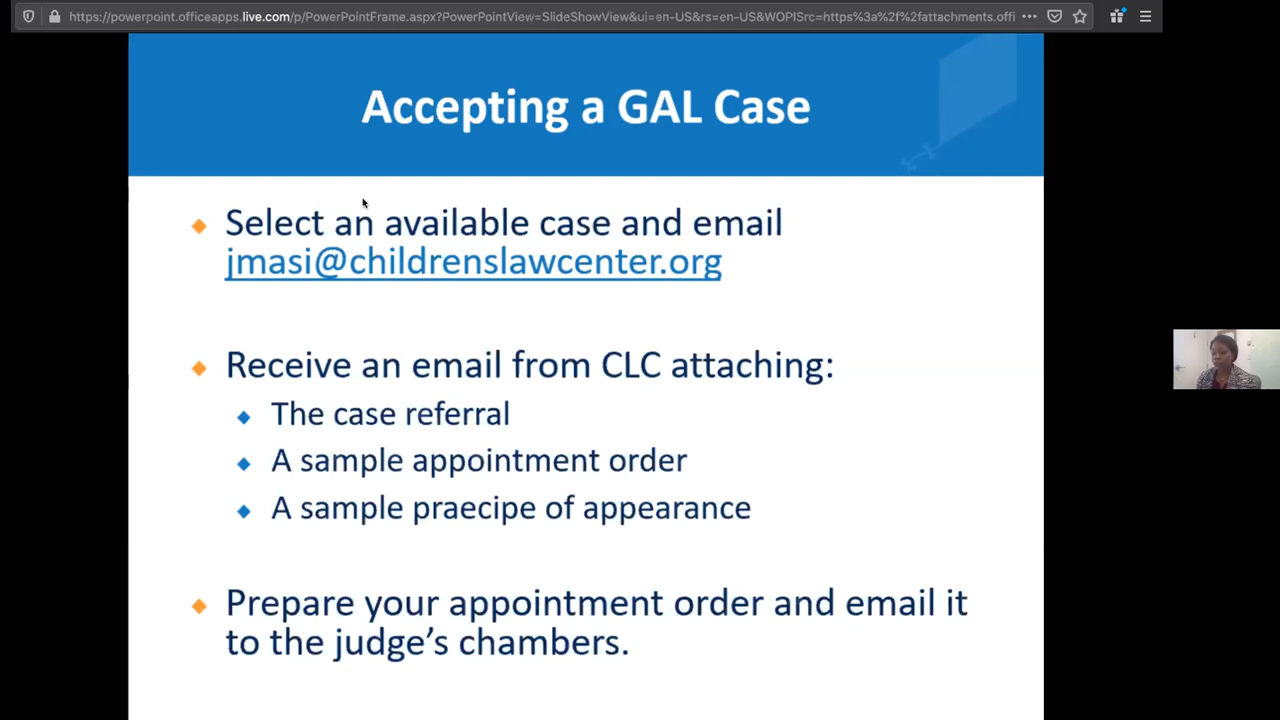 https://powerpoint.officeapps.live.com/p/PowerPointFrame.aspx?PowerPointView=SlideShowView&ui=en-US&rs=en-US&WOPISrc=https%3a%2f%2fattachments.offi
Accepting a GAL Case
Select an available case and email
jmasi@childrenslawcenter.org
Receive an email from CLC attaching:
The case referral
A sample appointment order
A sample praecipe of appearance
Prepare your appointment order and email it
to the judge's chambers.